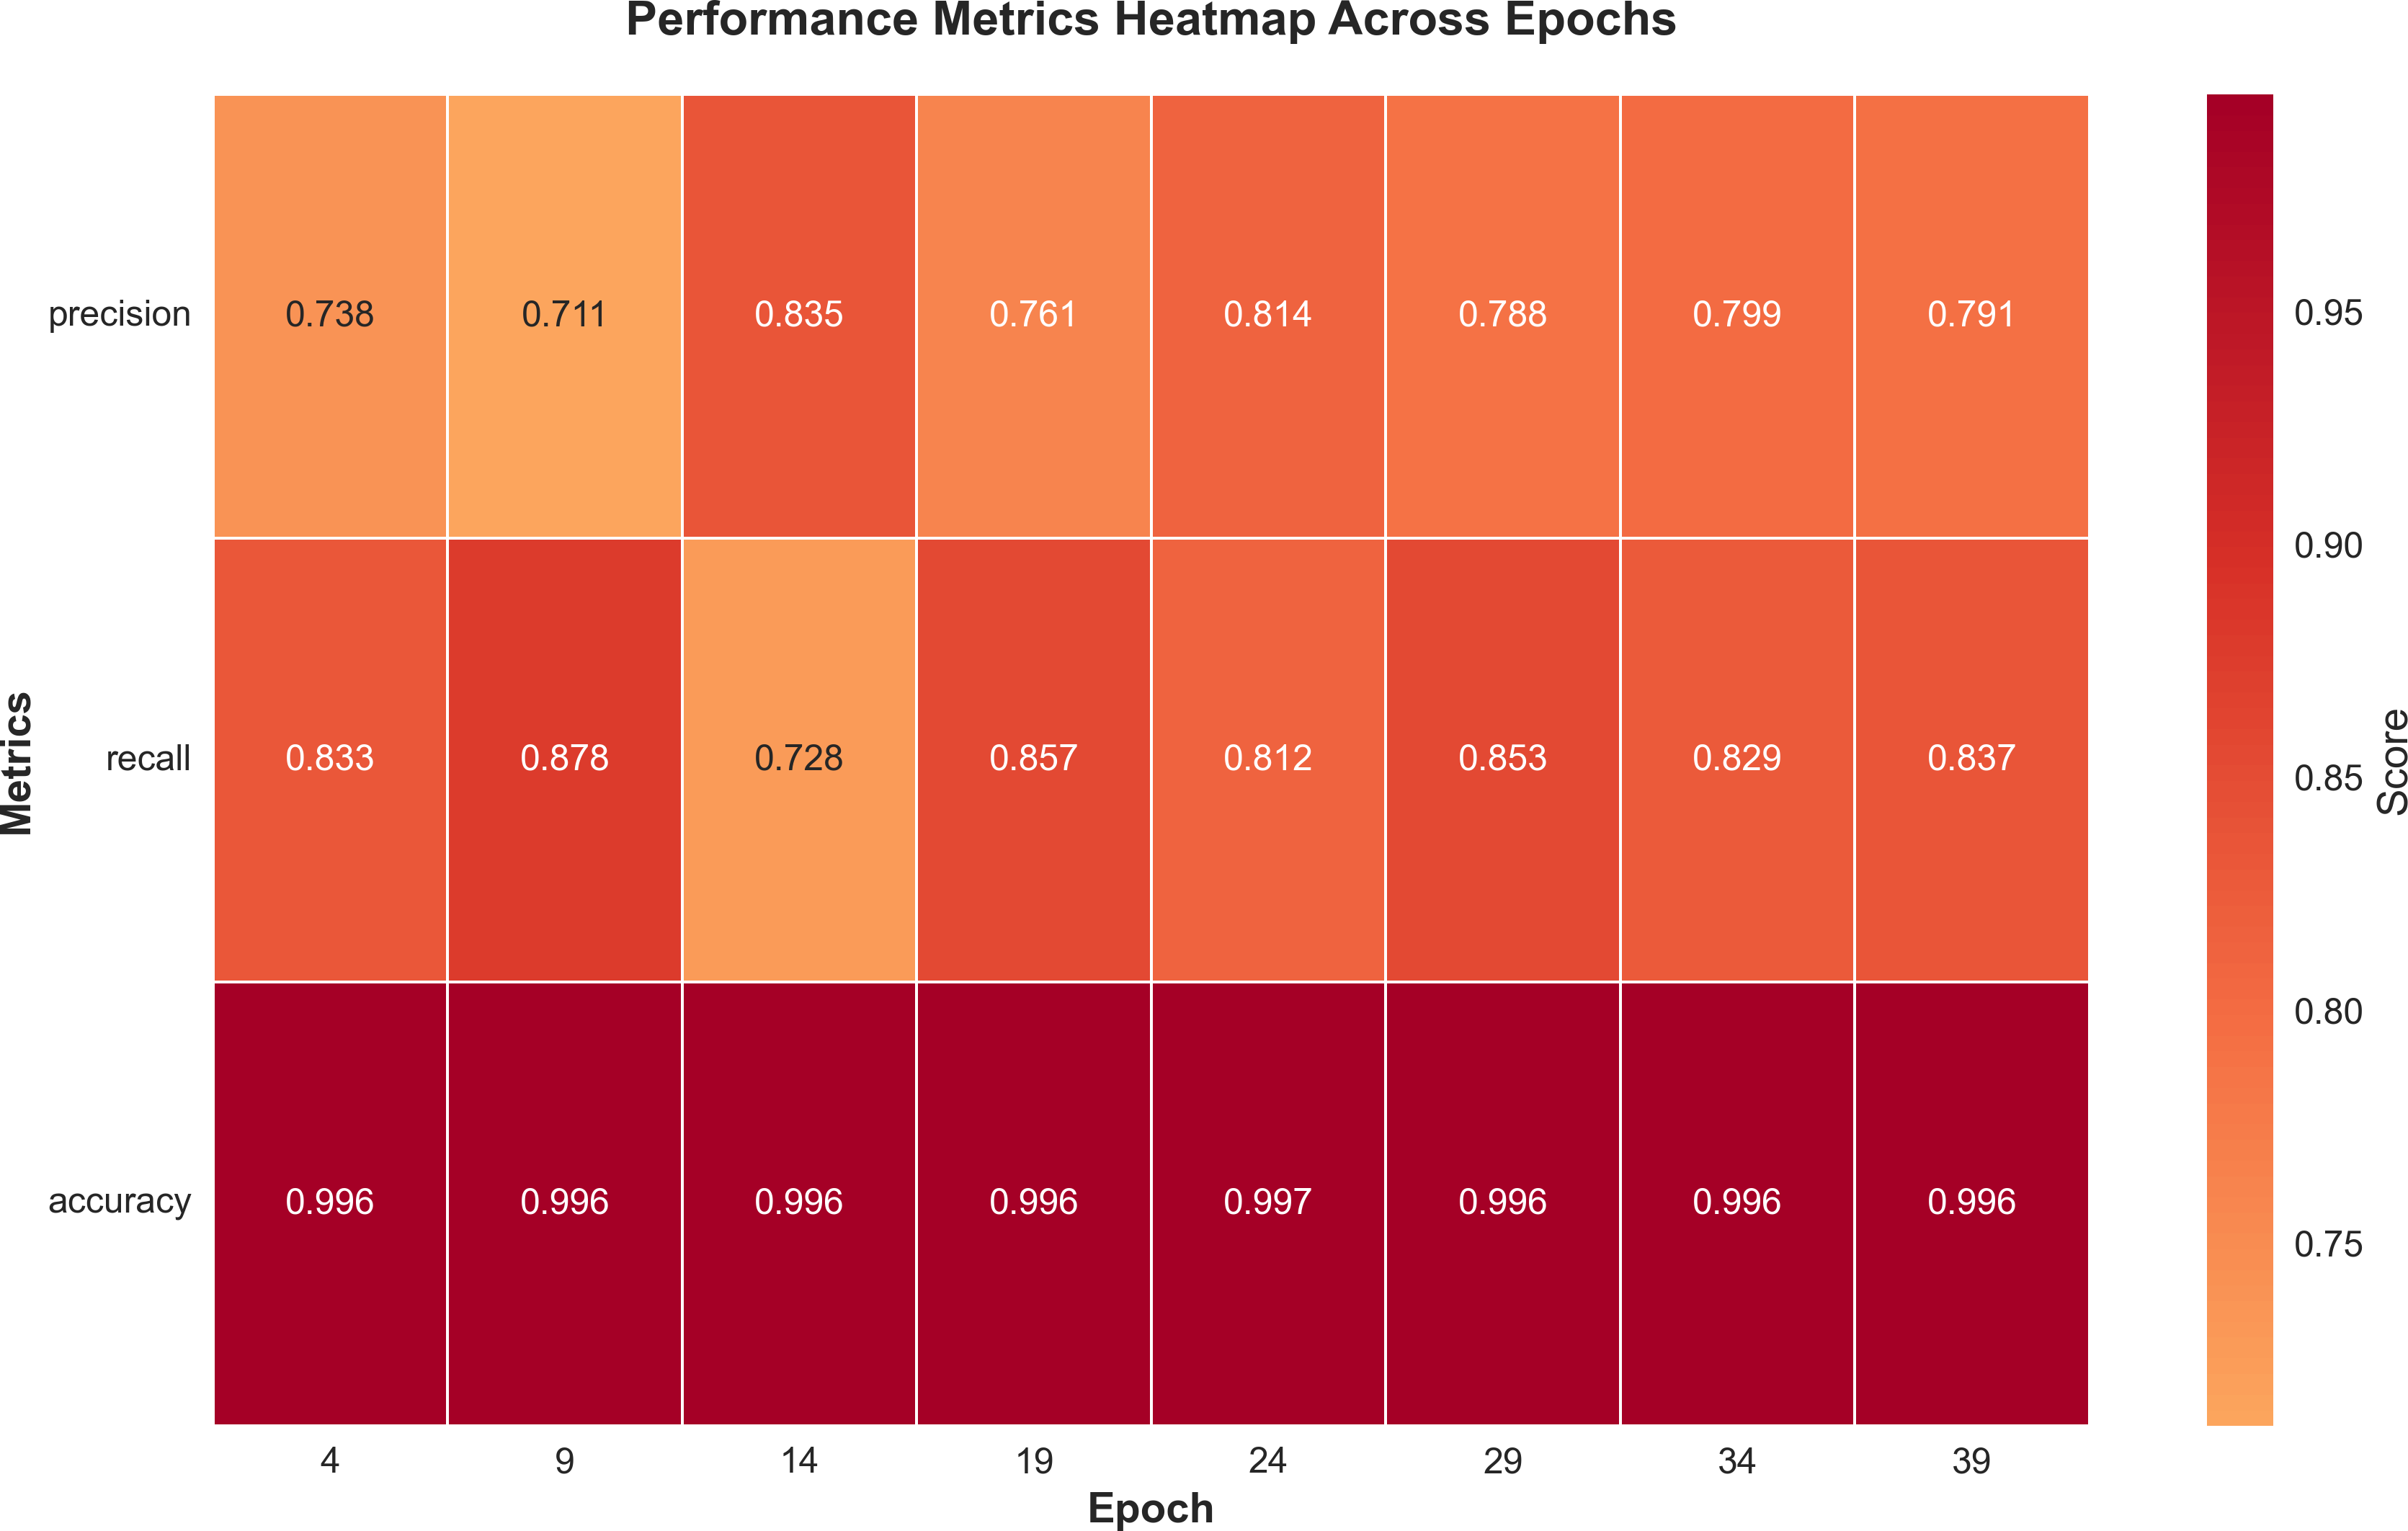 Performance Metrics Heatmap Across Epochs
precision 0.738 0.711 0.835 0.761 0.814 0.788 0.799 0.791
recall 0.833 0.878 0.728 0.857 0.812 0.853 0.829 0.837
accuracy 0.996 0.996 0.996 0.996 0.997 0.996 0.996 0.996
4 9 14 19 24 29 34 39
Epoch
Metrics
0.95
0.90
0.85
0.80
0.75
Score